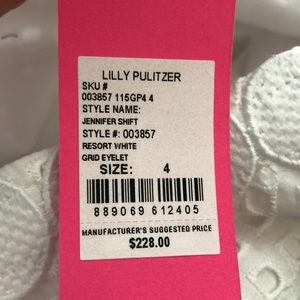 LILLY PULITZER
SKU #
003857 115GP4 4
STYLE NAME:
JENNIFER SHIFT
STYLE #: 003857
RESORT WHITE
GRID EYELET
SIZE: 4
889069 612405
MANUFACTURER'S SUGGESTED PRICE
$228.00